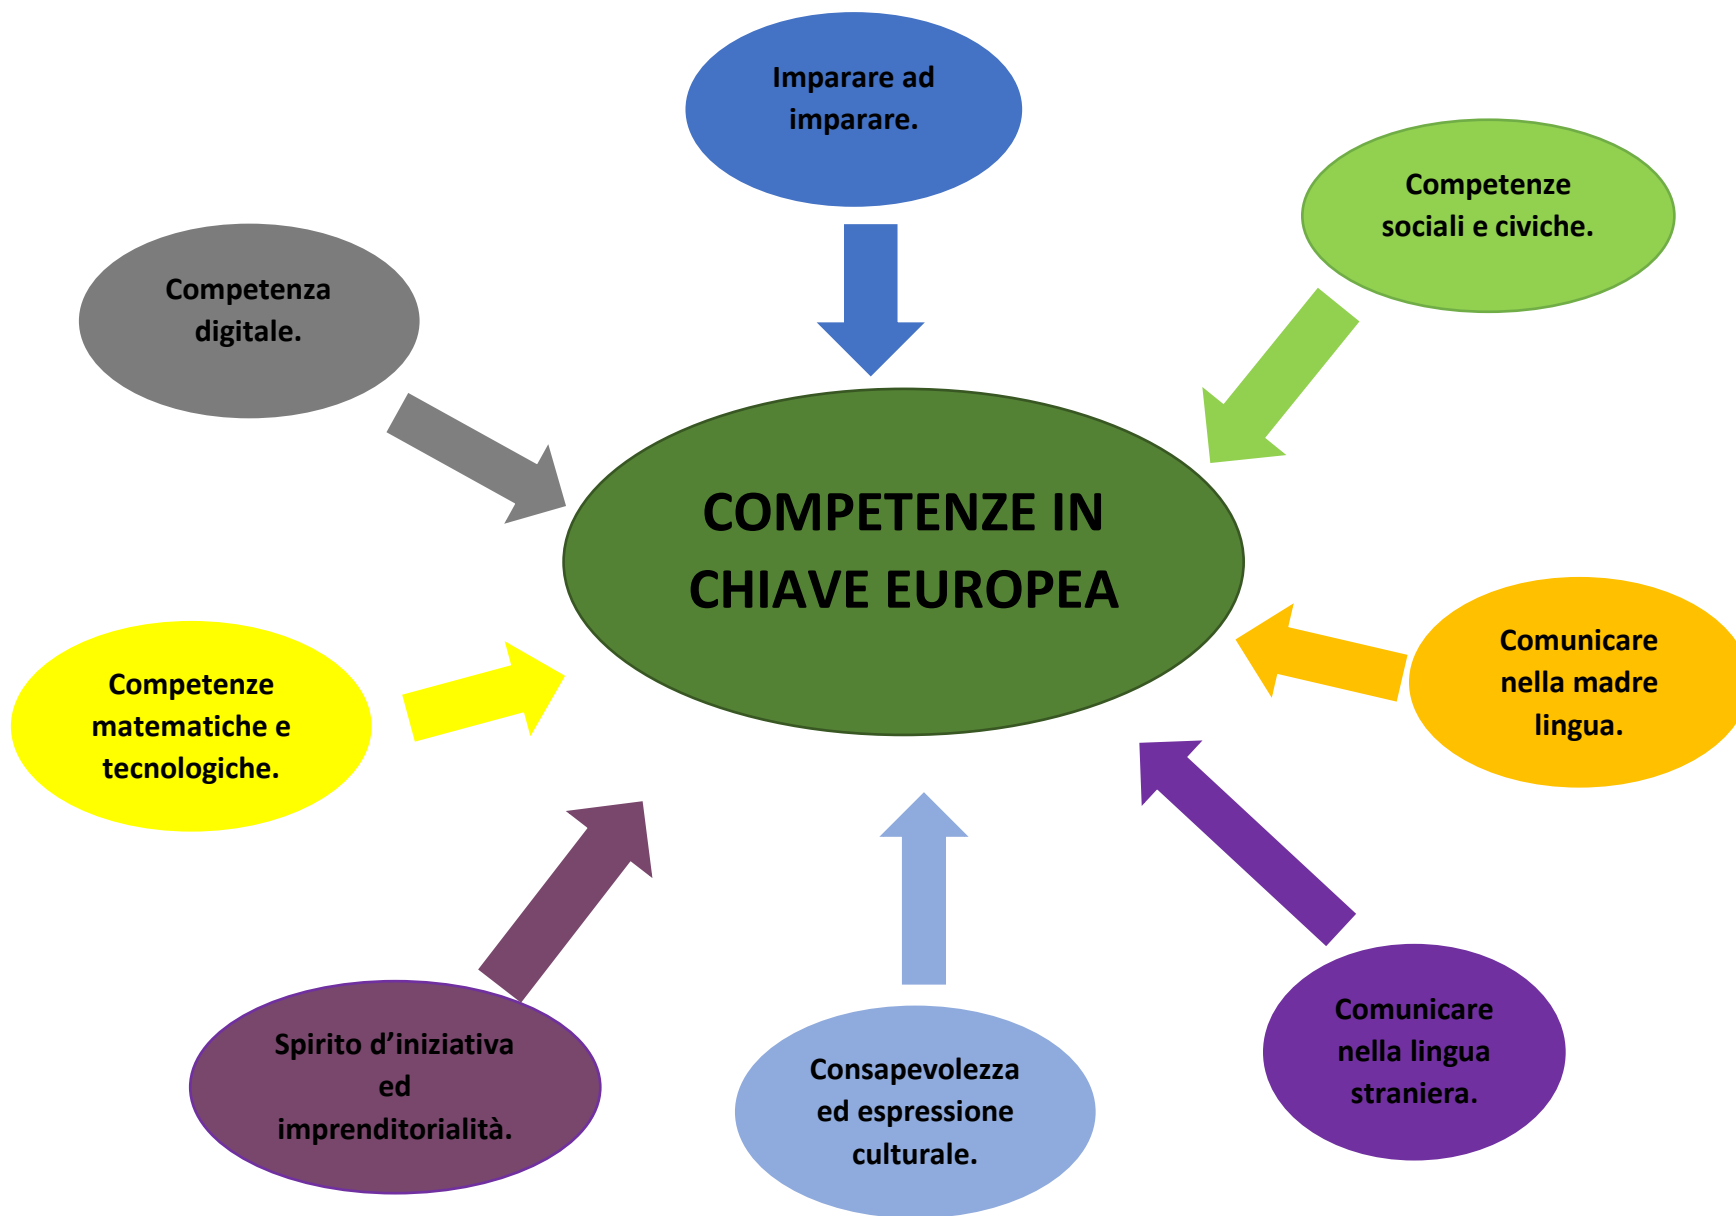 Imparare ad
imparare.
Competenze
sociali e civiche.
Competenza
digitale.
COMPETENZE IN
CHIAVE EUROPEA
Comunicare
nella madre
lingua.
Competenze
matematiche e
tecnologiche.
Comunicare
nella lingua
straniera.
Spirito d’iniziativa
ed
imprenditorialità.
Consapevolezza
ed espressione
culturale.